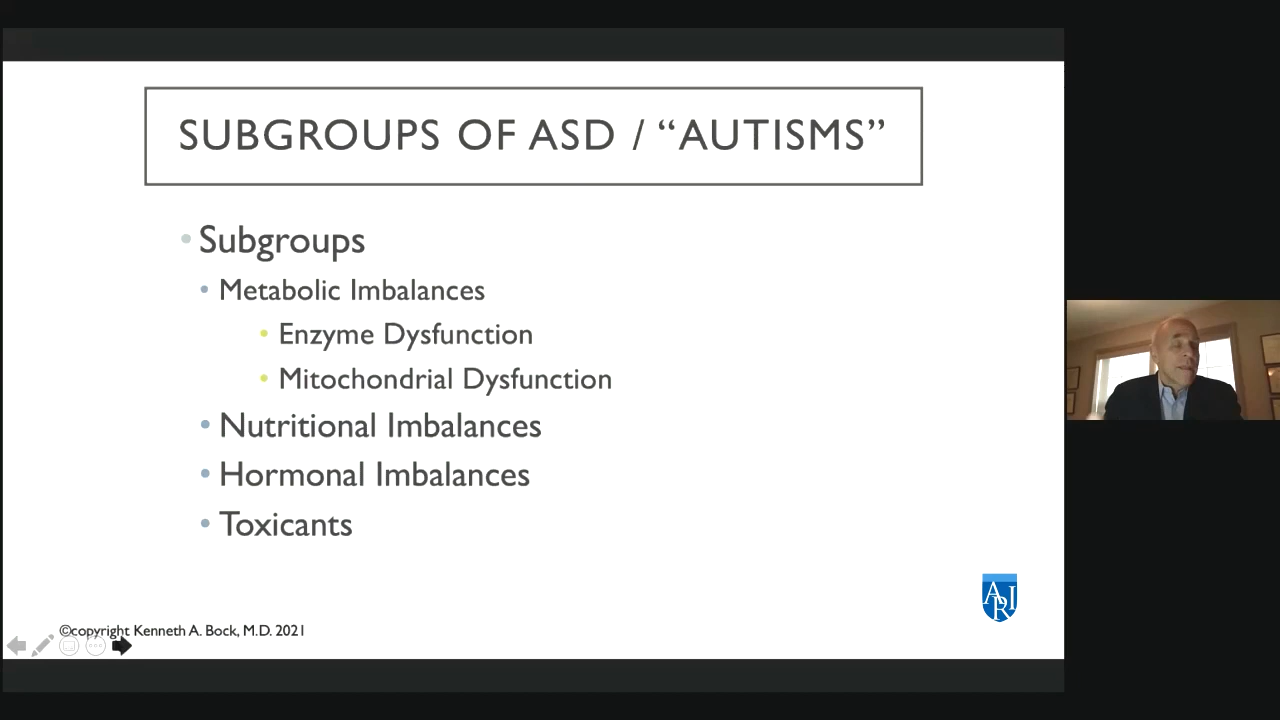 SUBGROUPS OF ASD / “AUTISMS”
• Subgroups
• Metabolic Imbalances
• Enzyme Dysfunction
• Mitochondrial Dysfunction
• Nutritional Imbalances
• Hormonal Imbalances
• Toxicants
ARI
©copyright Kenneth A. Bock, M.D. 2021